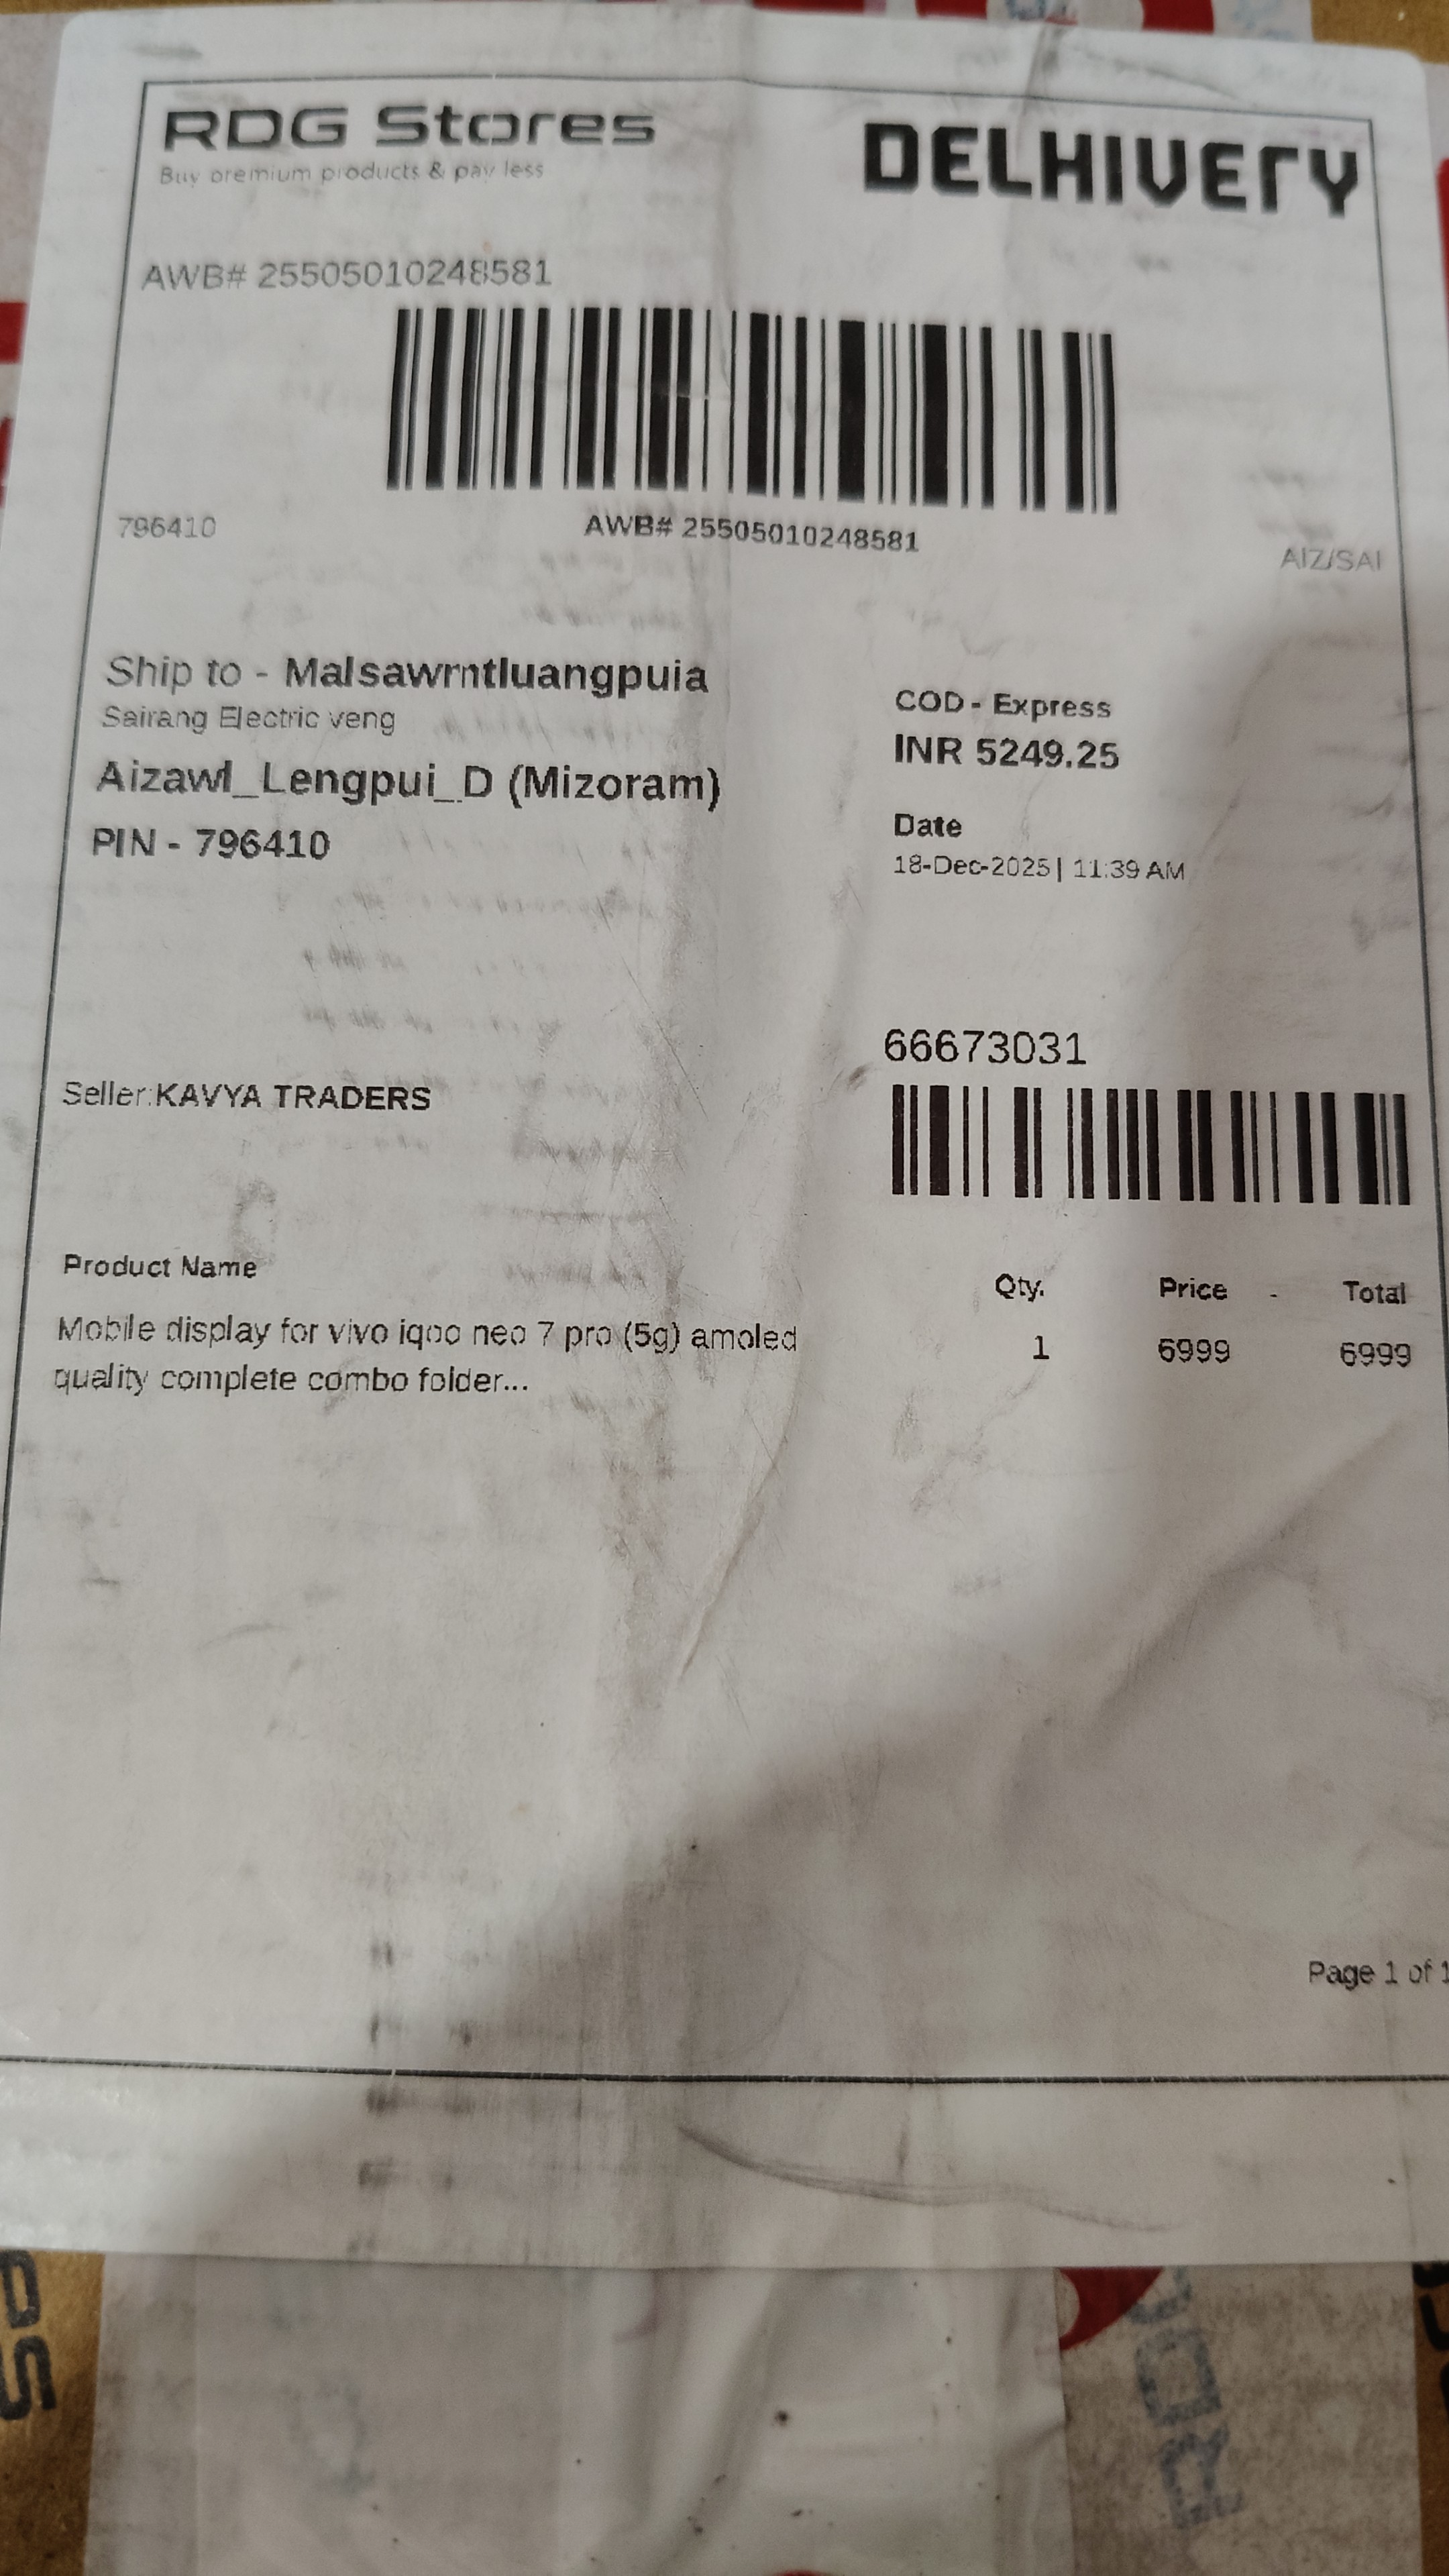 RDG Stores
Buy premium products & pay less
DELHIVERY
AWB# 25505010248581
796410
AWB# 25505010248581
AIZ/SAI
Ship to - Malsawrntluangpuia
Sairang Electric veng
Aizawl_Lengpui_D (Mizoram)
PIN - 796410
COD - Express
INR 5249.25
Date
18-Dec-2025 | 11:39 AM
66673031
Seller:KAVYA TRADERS
Product Name
Qty.
Price -
Total
Mobile display for vivo iqoo neo 7 pro (5g) amoled
quality complete combo folder...
1
6999
6999
Page 1 of 1